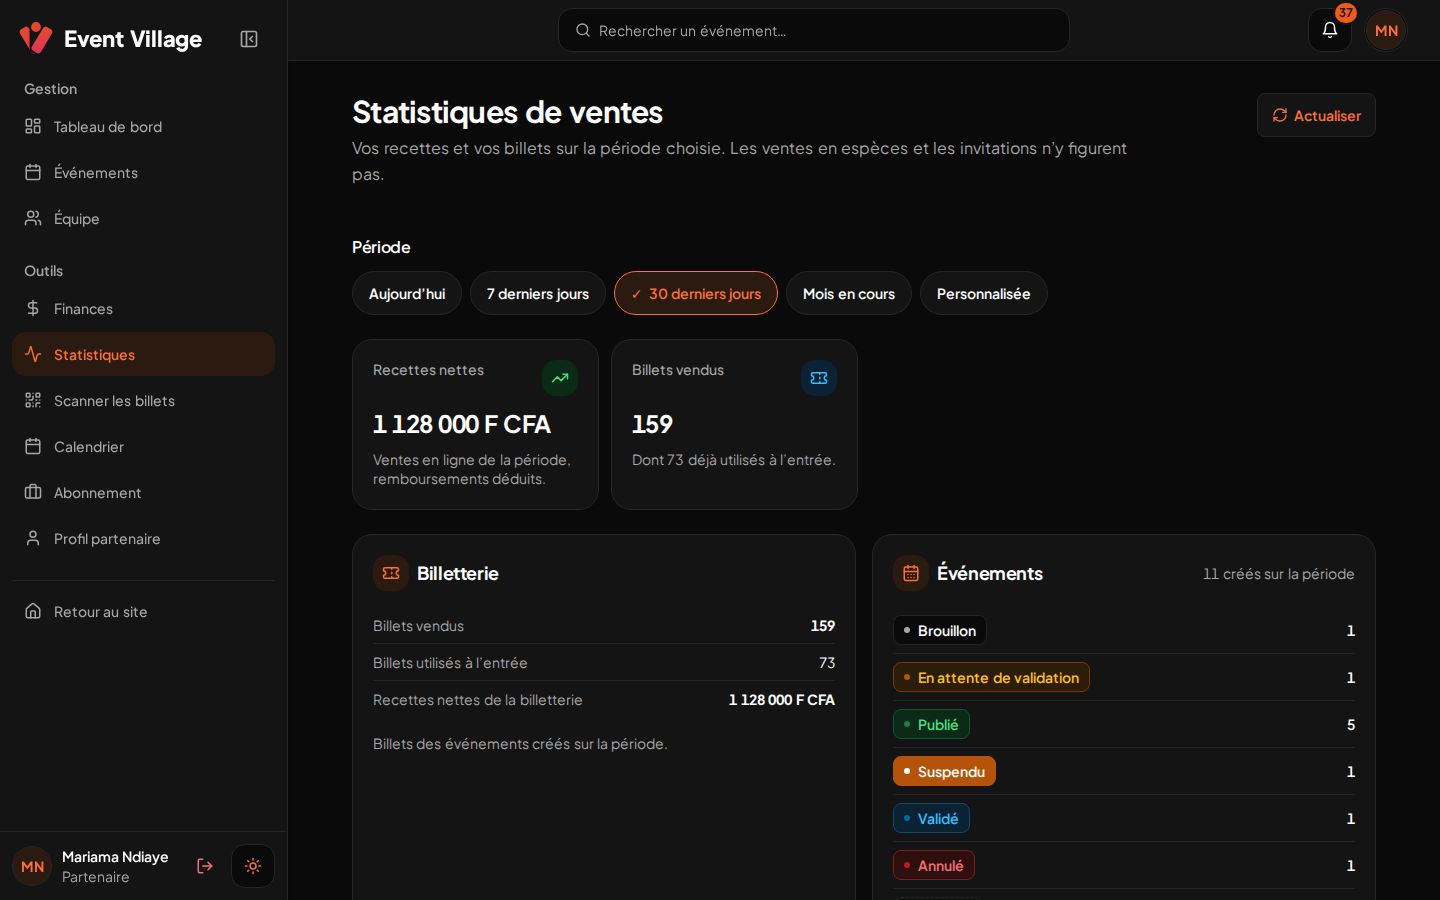 Event Village
Rechercher un événement...
37
MN
Gestion
Tableau de bord
Événements
Équipe
Outils
Finances
Statistiques
Scanner les billets
Calendrier
Abonnement
Profil partenaire
Retour au site
MN
Mariama Ndiaye
Partenaire
Statistiques de ventes
Actualiser
Vos recettes et vos billets sur la période choisie. Les ventes en espèces et les invitations n’y figurent
pas.
Période
Aujourd’hui
7 derniers jours
✓ 30 derniers jours
Mois en cours
Personnalisée
Recettes nettes
1 128 000 F CFA
Ventes en ligne de la période,
remboursements déduits.
Billets vendus
159
Dont 73 déjà utilisés à l’entrée.
Billetterie
Billets vendus 159
Billets utilisés à l’entrée 73
Recettes nettes de la billetterie 1 128 000 F CFA
Billets des événements créés sur la période.
Événements 11 créés sur la période
Brouillon 1
En attente de validation 1
Publié 5
Suspendu 1
Validé 1
Annulé 1